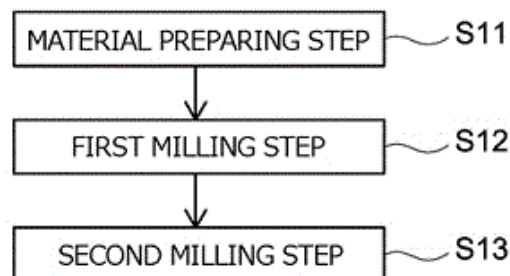 MATERIAL PREPARING STEP S11
FIRST MILLING STEP S12
SECOND MILLING STEP S13